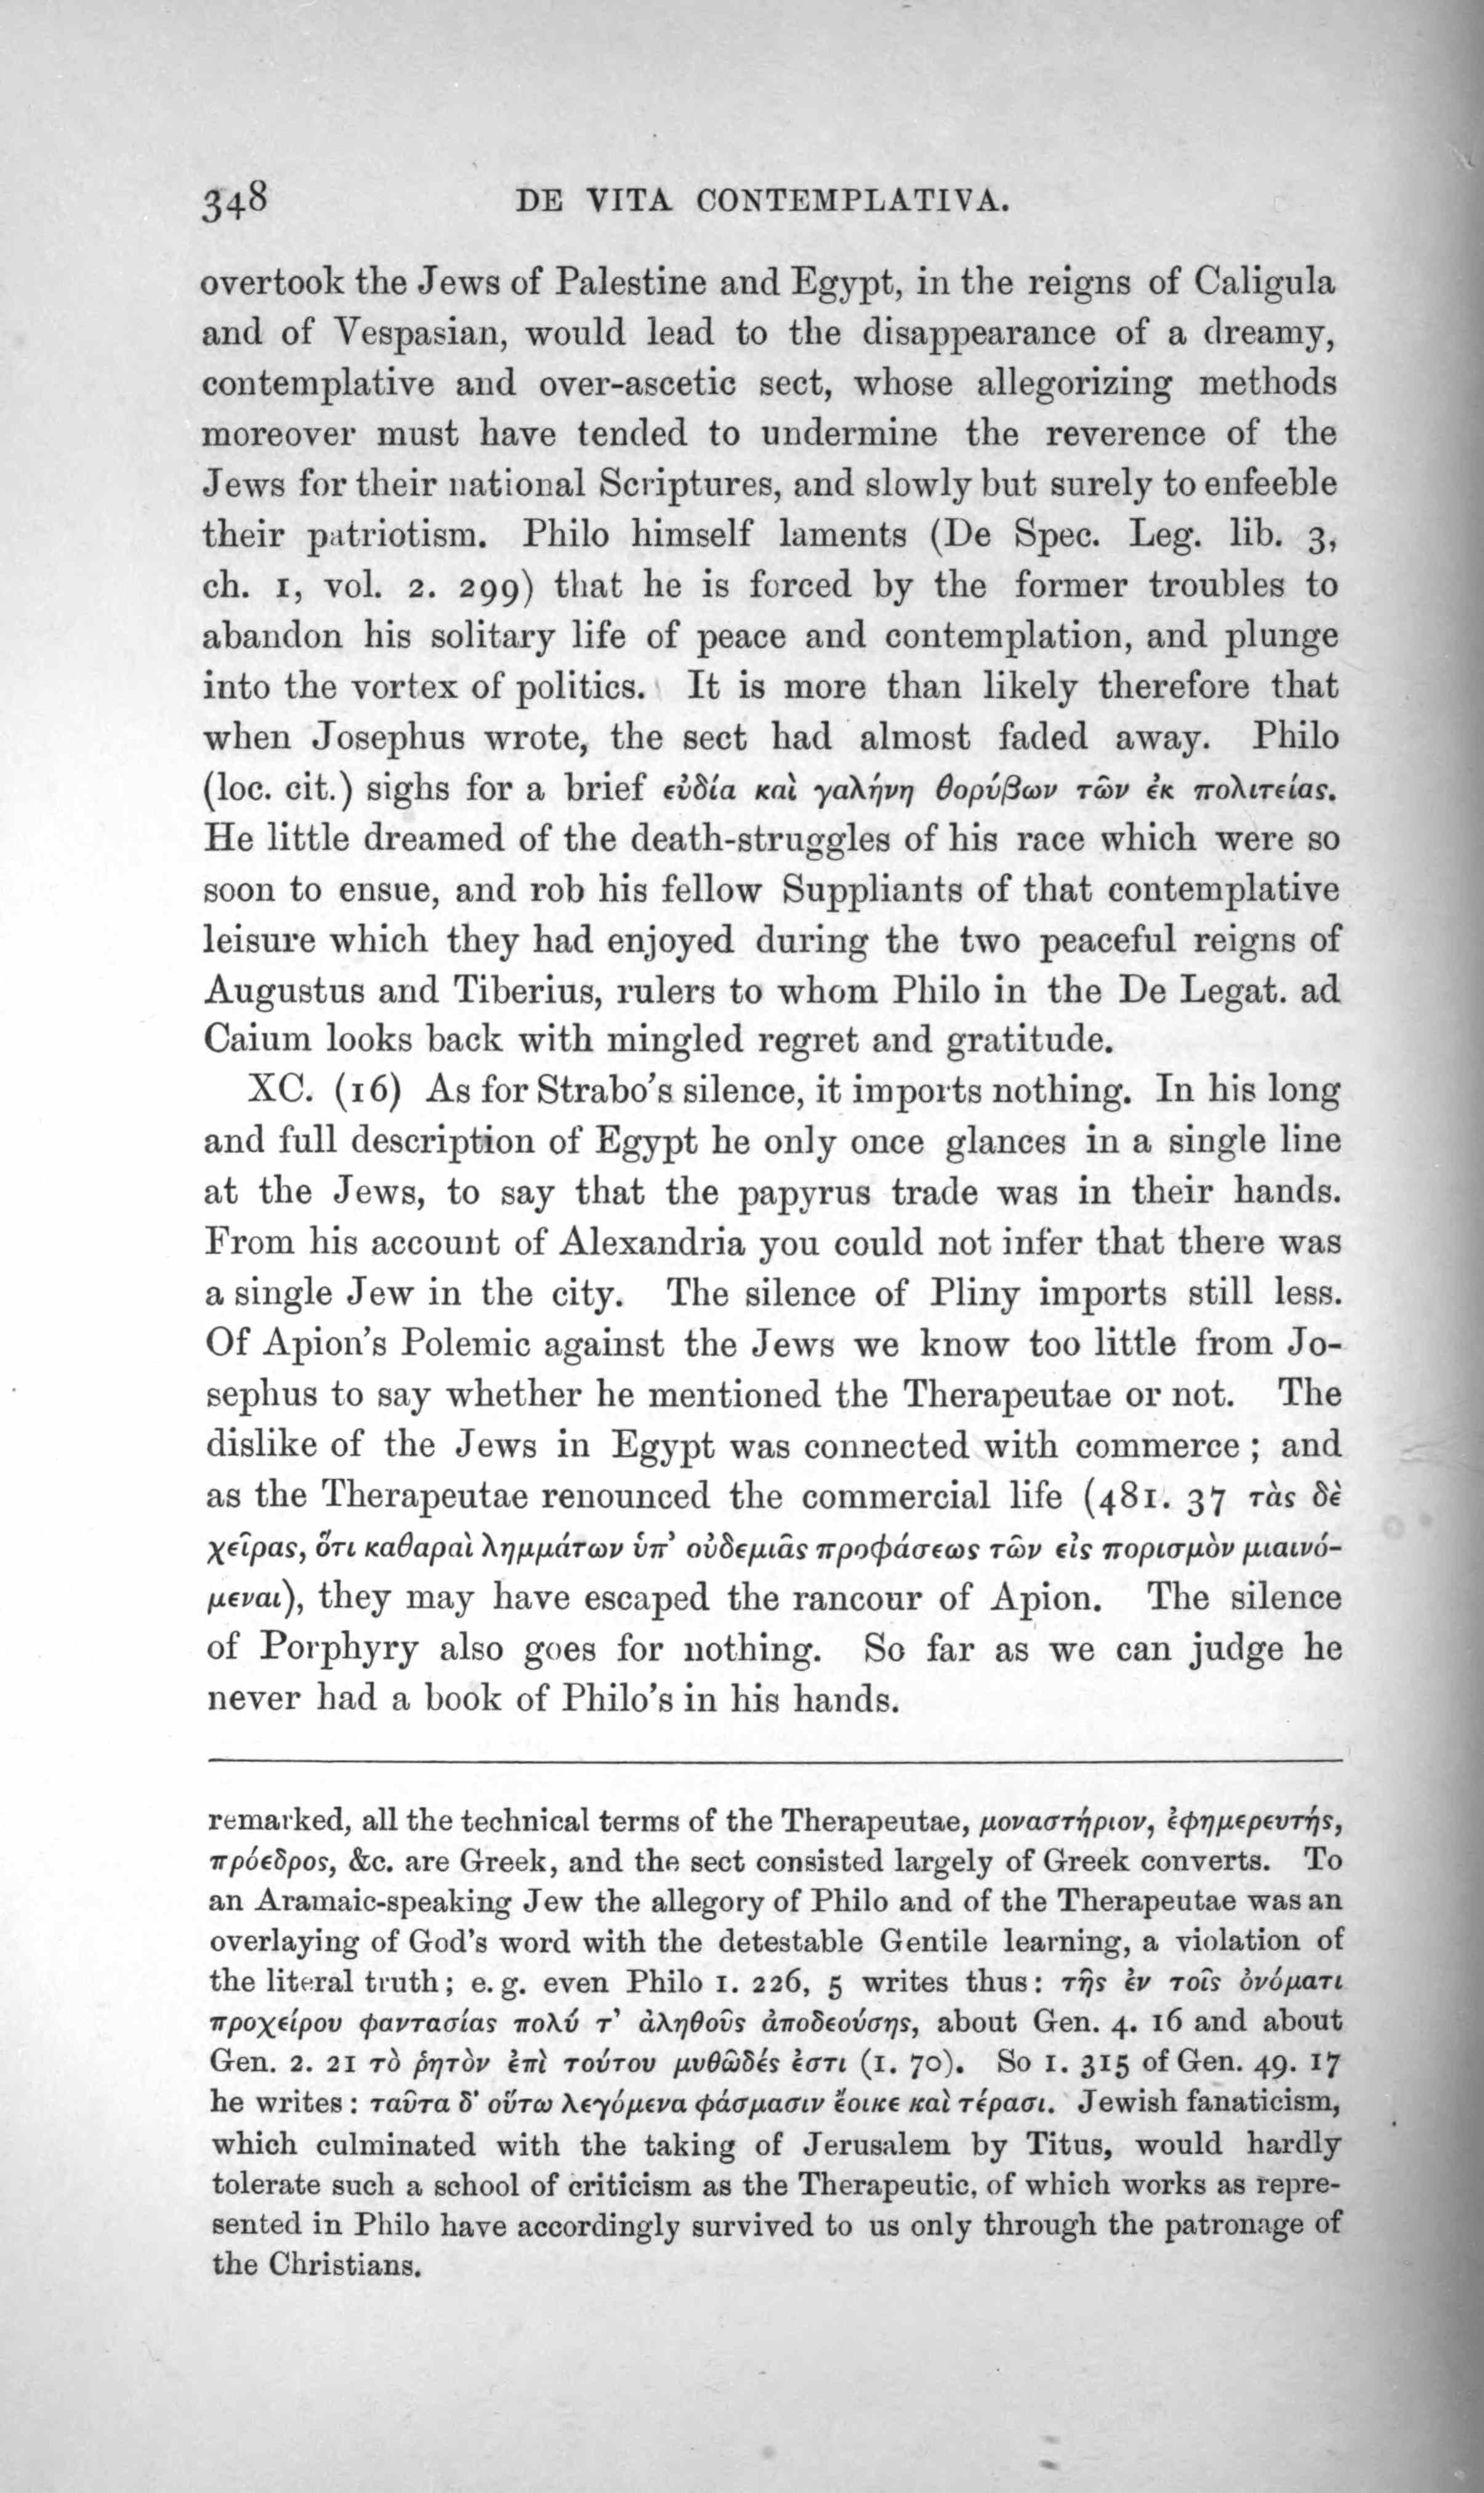 348 DE VITA CONTEMPLATIVA.
overtook the Jews of Palestine and Egypt, in the reigns of Caligula
and of Vespasian, would lead to the disappearance of a dreamy,
contemplative and over-ascetic sect, whose allegorizing methods
moreover must have tended to undermine the reverence of the
Jews for their national Scriptures, and slowly but surely to enfeeble
their patriotism. Philo himself laments (De Spec. Leg. lib. 3,
ch. 1, vol. 2. 299) that he is forced by the former troubles to
abandon his solitary life of peace and contemplation, and plunge
into the vortex of politics. It is more than likely therefore that
when Josephus wrote, the sect had almost faded away. Philo
(loc. cit.) sighs for a brief εὐδία καὶ γαλήνη θορύβων τῶν ἐκ πολιτείας.
He little dreamed of the death-struggles of his race which were so
soon to ensue, and rob his fellow Suppliants of that contemplative
leisure which they had enjoyed during the two peaceful reigns of
Augustus and Tiberius, rulers to whom Philo in the De Legat. ad
Caium looks back with mingled regret and gratitude.
XC. (16) As for Strabo's silence, it imports nothing. In his long
and full description of Egypt he only once glances in a single line
at the Jews, to say that the papyrus trade was in their hands.
From his account of Alexandria you could not infer that there was
a single Jew in the city. The silence of Pliny imports still less.
Of Apion's Polemic against the Jews we know too little from Jo-
sephus to say whether he mentioned the Therapeutae or not. The
dislike of the Jews in Egypt was connected with commerce; and
as the Therapeutae renounced the commercial life (481. 37 τὰς δὲ
χεῖρας, ὅτι καθαραὶ λημμάτων ὑπ' οὐδεμιᾶς προφάσεως τῶν εἰς πορισμὸν μιαινό-
μεναι), they may have escaped the rancour of Apion. The silence
of Porphyry also goes for nothing. So far as we can judge he
never had a book of Philo's in his hands.
remarked, all the technical terms of the Therapeutae, μοναστήριον, ἐφημερευτής,
πρόεδρος, &c. are Greek, and the sect consisted largely of Greek converts. To
an Aramaic-speaking Jew the allegory of Philo and of the Therapeutae was an
overlaying of God's word with the detestable Gentile learning, a violation of
the literal truth; e. g. even Philo 1. 226, 5 writes thus: τῆς ἐν τοῖς ὀνόματι
προχείρου φαντασίας πολύ τ' ἀληθοῦς ἀποδεούσης, about Gen. 4. 16 and about
Gen. 2. 21 τὸ ῥητὸν ἐπὶ τούτου μυθῶδές ἐστι (1. 70). So 1. 315 of Gen. 49. 17
he writes: ταῦτα δ' οὕτω λεγόμενα φάσμασιν ἔοικε καὶ τέρασι. Jewish fanaticism,
which culminated with the taking of Jerusalem by Titus, would hardly
tolerate such a school of criticism as the Therapeutic, of which works as repre-
sented in Philo have accordingly survived to us only through the patronage of
the Christians.